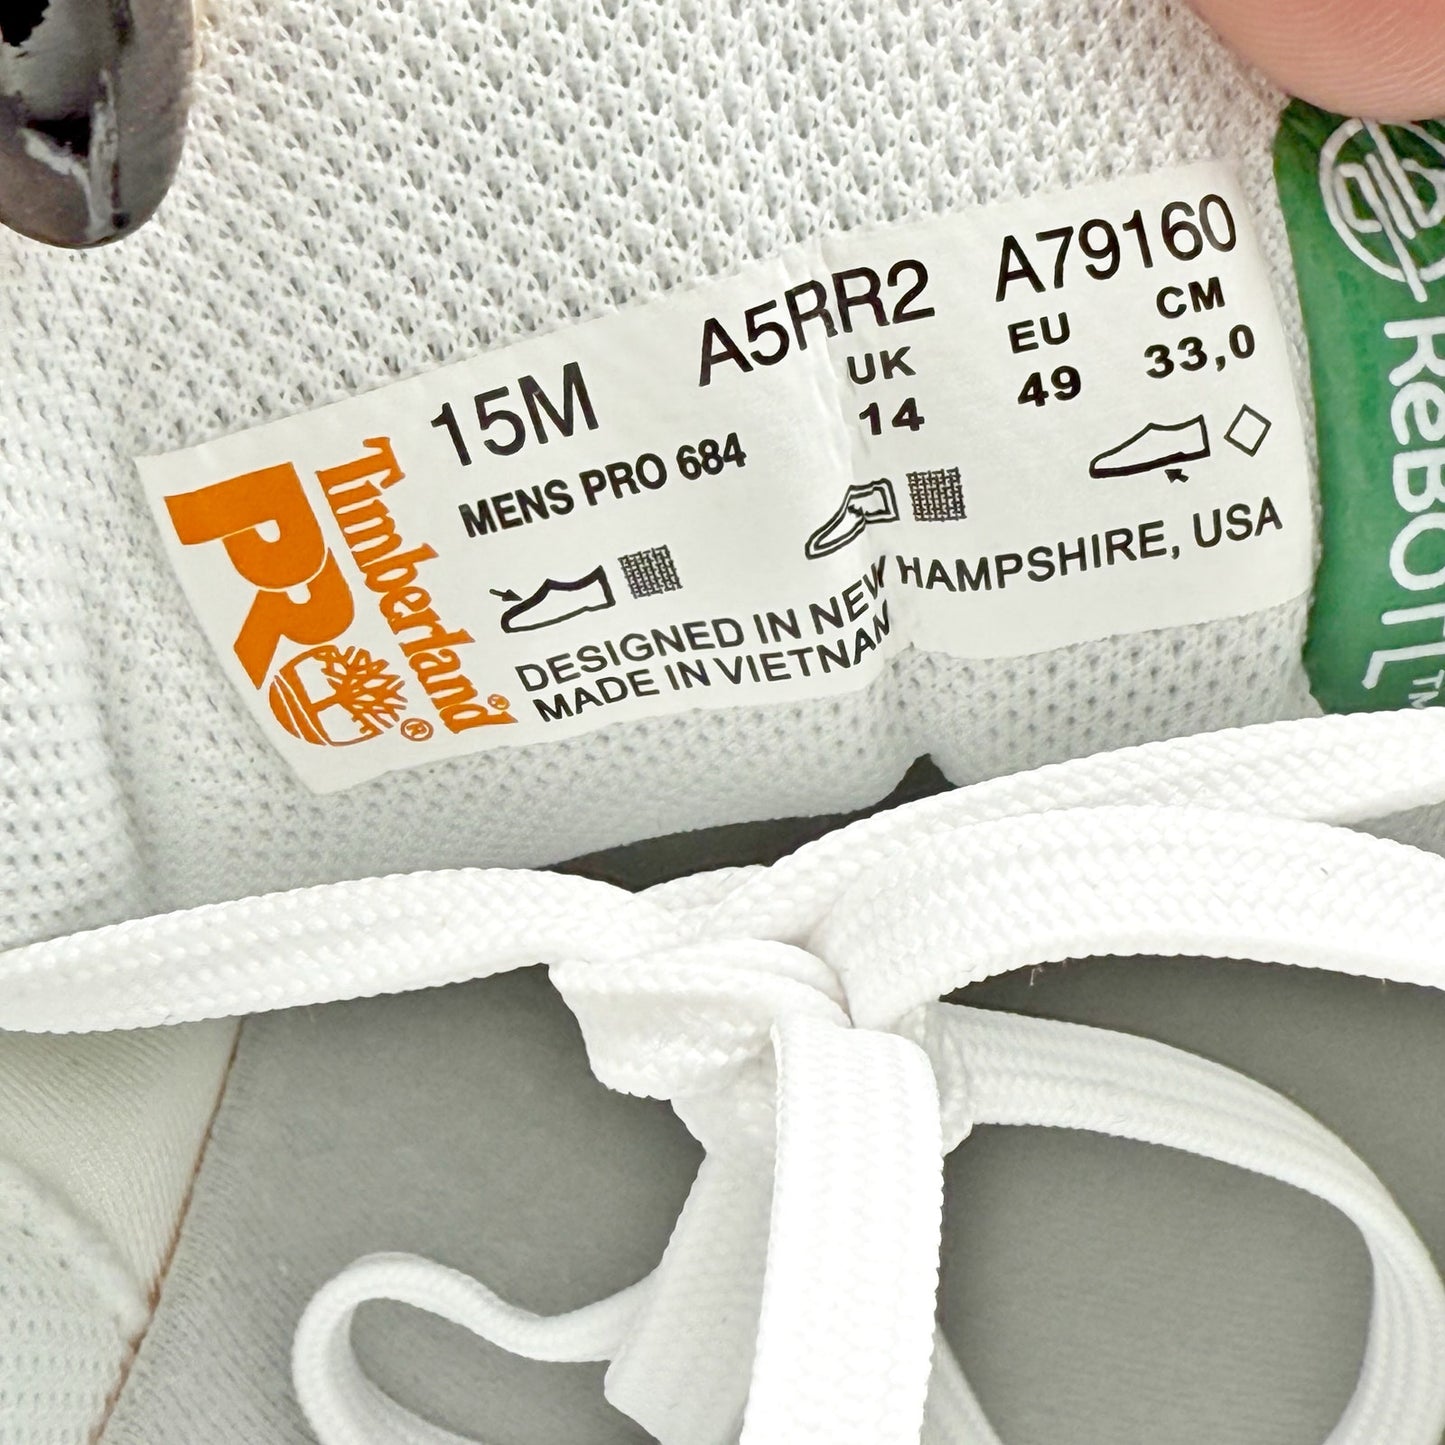 PRO
Timberland®
15M A5RR2 A79160
MENS PRO 684
UK EU CM
14 49 33,0
DESIGNED IN NEW HAMPSHIRE, USA
MADE IN VIETNAM
®
ReBOTL™